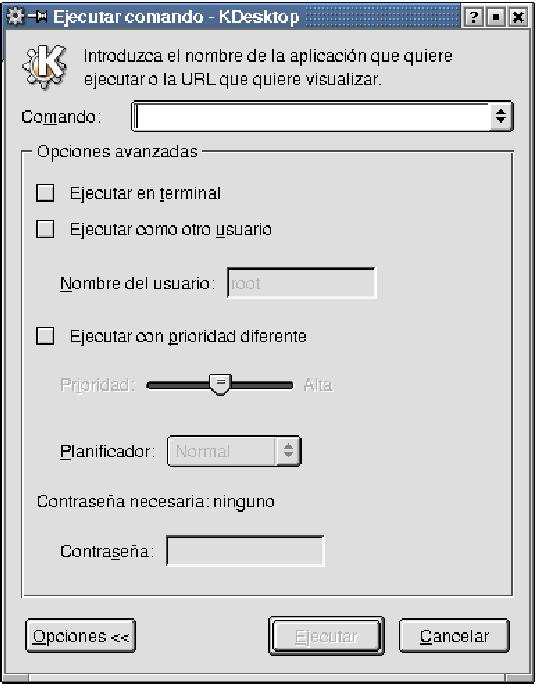 Ejecutar comando - KDesktop
Introduzca el nombre de la aplicación que quiere
ejecutar o la URL que quiere visualizar.
Comando:
Opciones avanzadas
Ejecutar en terminal
Ejecutar como otro usuario
Nombre del usuario: root
Ejecutar con prioridad diferente
Prioridad: Alta
Planificador: Normal
Contraseña necesaria: ninguno
Contraseña:
Opciones << Ejecutar Cancelar